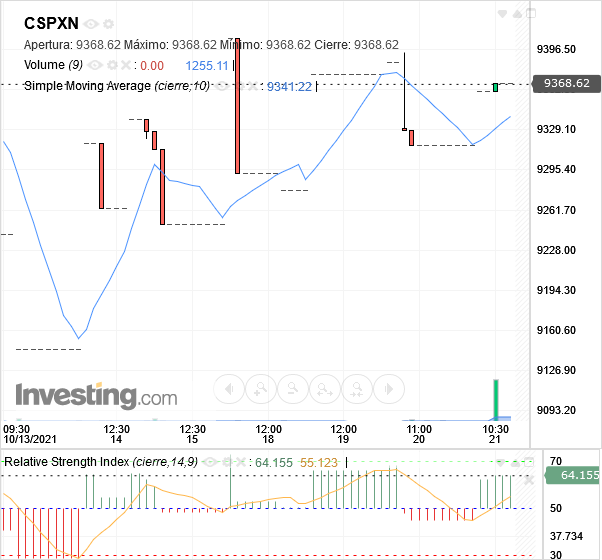 CSPXN
Apertura: 9368.62 Máximo: 9368.62 Mínimo: 9368.62 Cierre: 9368.62
Volume (9) : 0.00 1255.11
Simple Moving Average (cierre,10) 9341.22
9396.50
9368.62
9329.10
9295.40
9261.70
9228.00
9194.30
9160.60
9126.90
9093.20
Investing.com
09:30 12:30 12:30 12:00 12:00 11:00 10:30
10/13/2021 14 15 18 19 20 21
Relative Strength Index (cierre,14,9) : 64.155 55.123
70
64.155
50
37.734
30